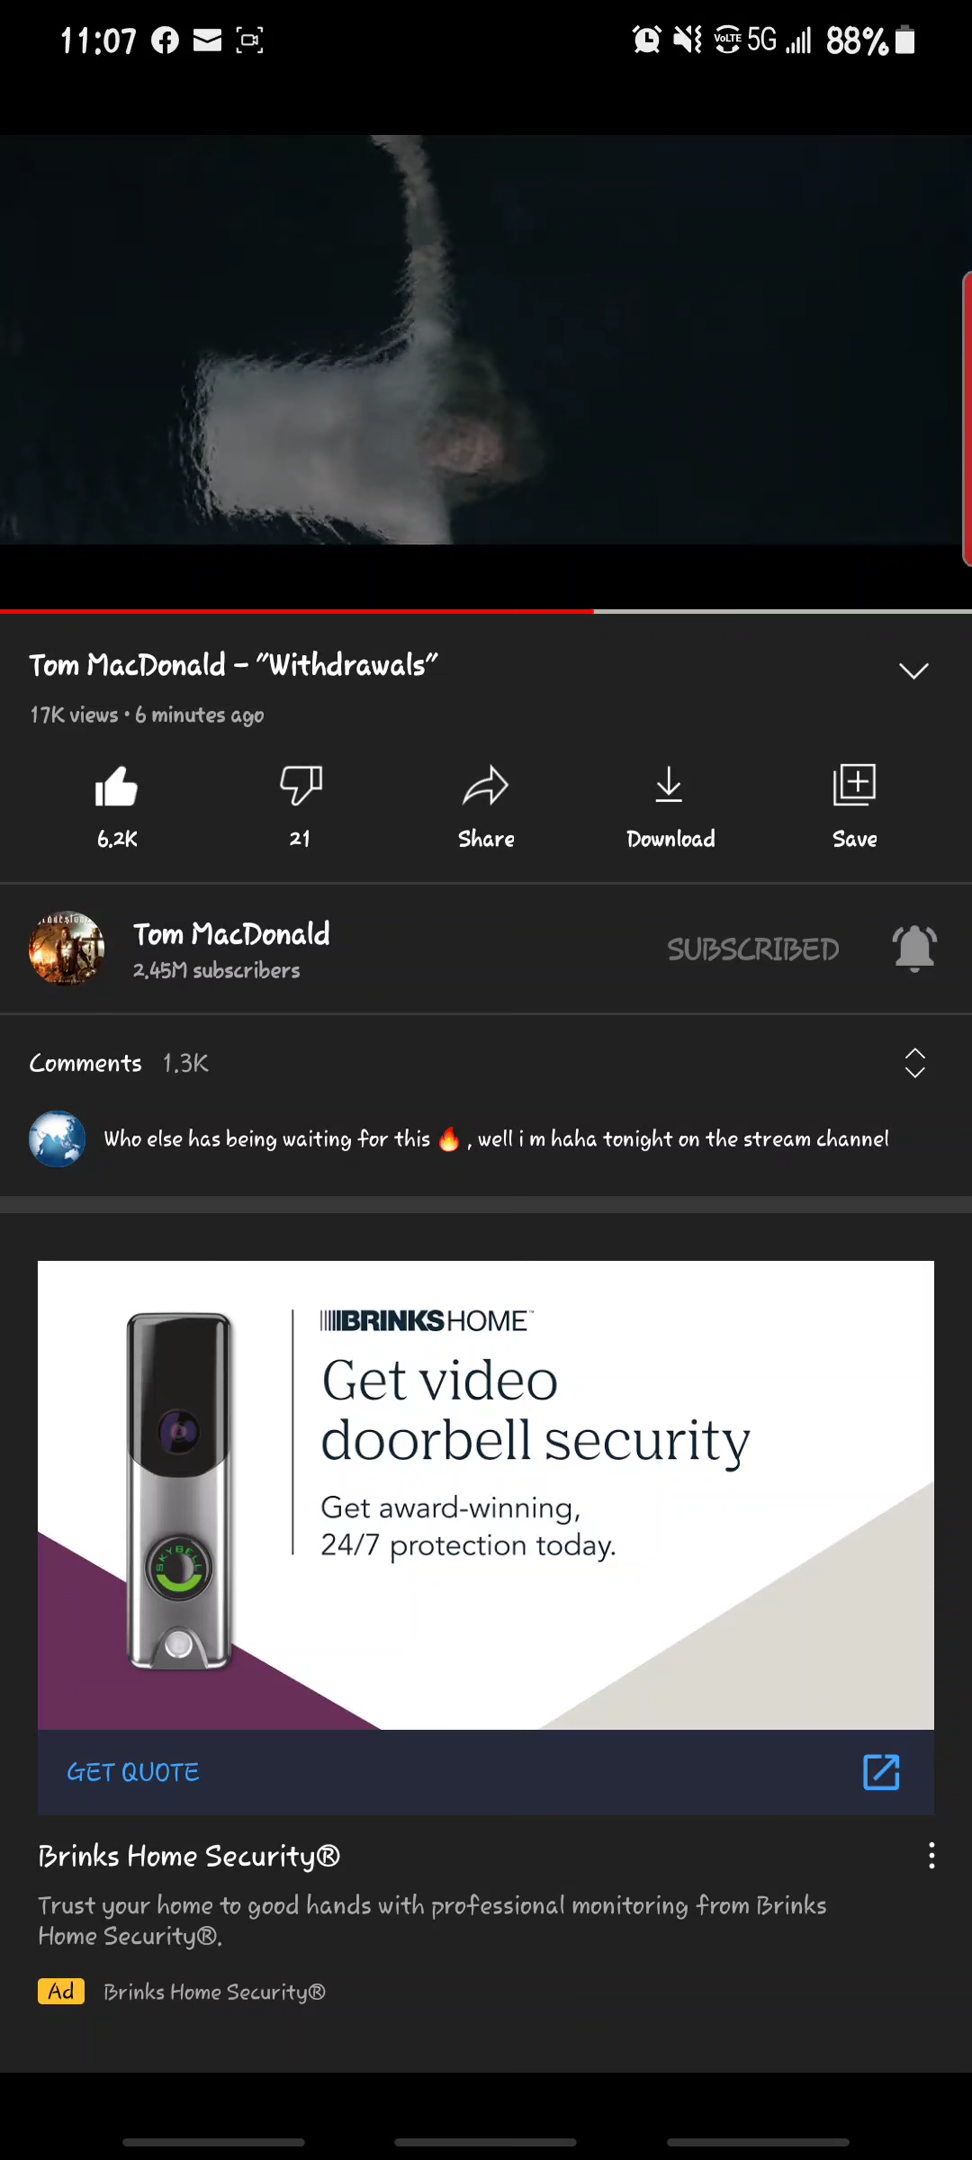 11:07
VoLTE 5G 88%
Tom MacDonald - "Withdrawals"
17K views • 6 minutes ago
6.2K 21 Share Download Save
Tom MacDonald
2.45M subscribers
SUBSCRIBED
Comments 1.3K
Who else has being waiting for this 🔥 , well i m haha tonight on the stream channel
BRINKS HOME™
Get video
doorbell security
Get award-winning,
24/7 protection today.
SKYBELL
GET QUOTE
Brinks Home Security®
Trust your home to good hands with professional monitoring from Brinks
Home Security®.
Ad Brinks Home Security®